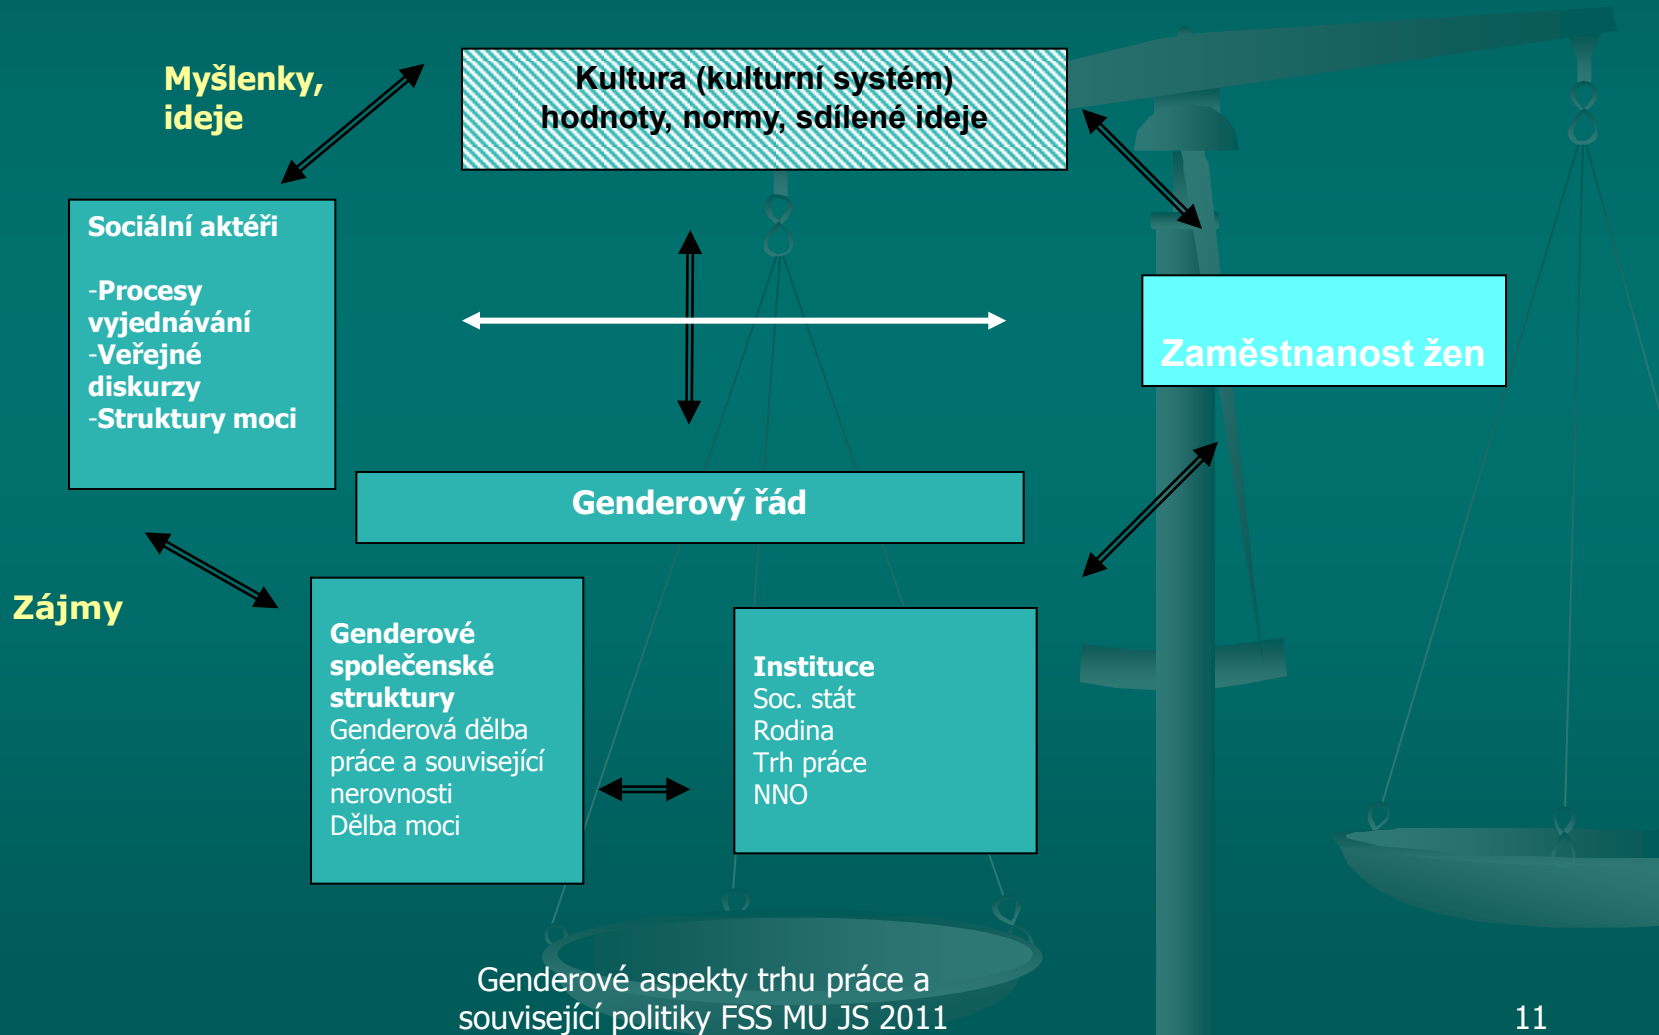 Myšlenky,
ideje
Kultura (kulturní systém)
hodnoty, normy, sdílené ideje
Sociální aktéři
-Procesy
vyjednávání
-Veřejné
diskurzy
-Struktury moci
Zaměstnanost žen
Genderový řád
Zájmy
Genderové
společenské
struktury
Genderová dělba
práce a související
nerovnosti
Dělba moci
Instituce
Soc. stát
Rodina
Trh práce
NNO
Genderové aspekty trhu práce a
související politiky FSS MU JS 2011
11